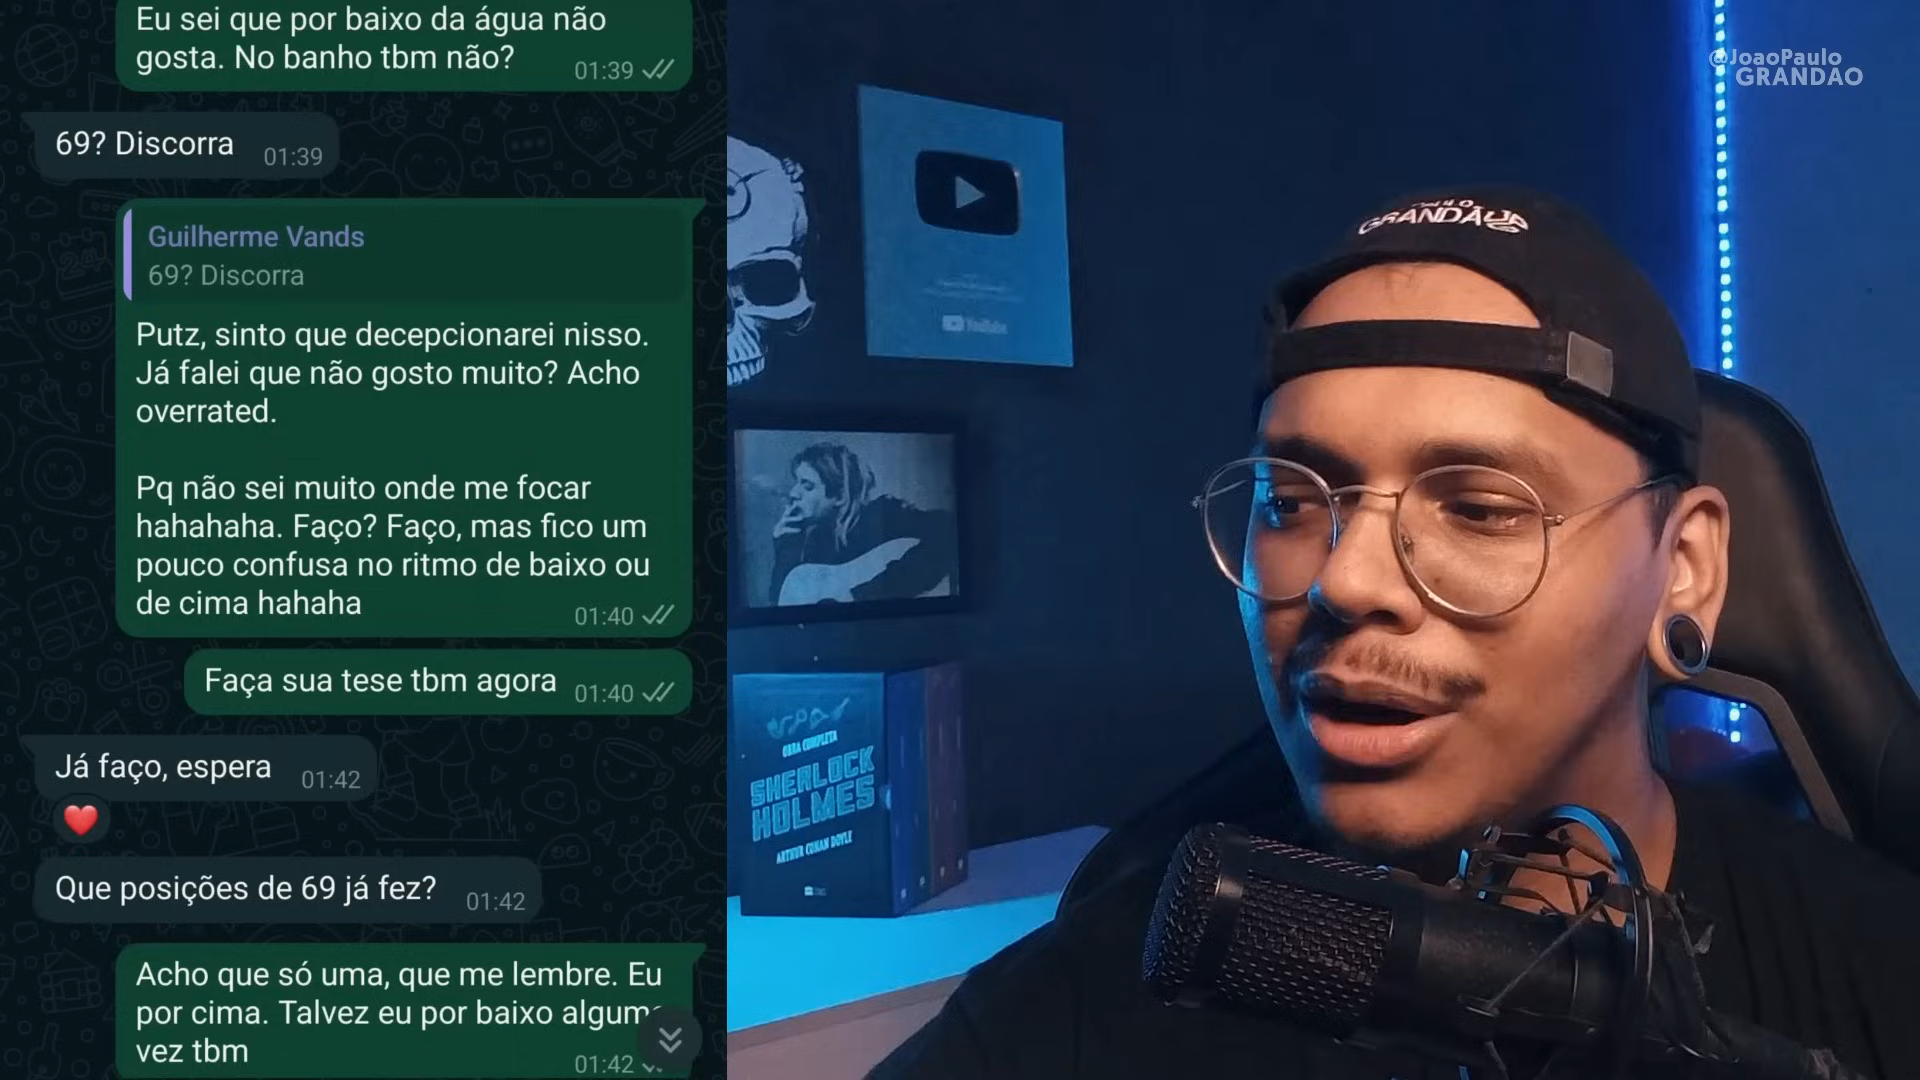 Eu sei que por baixo da água não
gosta. No banho tbm não?
01:39
69? Discorra
01:39
Guilherme Vands
69? Discorra
Putz, sinto que decepcionarei nisso.
Já falei que não gosto muito? Acho
overrated.
Pq não sei muito onde me focar
hahahaha. Faço? Faço, mas fico um
pouco confusa no ritmo de baixo ou
de cima hahaha
01:40
Faça sua tese tbm agora
01:40
Já faço, espera
01:42
Que posições de 69 já fez?
01:42
Acho que só uma, que me lembre. Eu
por cima. Talvez eu por baixo alguma
vez tbm
01:42
@JoaoPaulo
GRANDAO
YouTube
OBRA COMPLETA
SHERLOCK
HOLMES
ARTHUR CONAN DOYLE